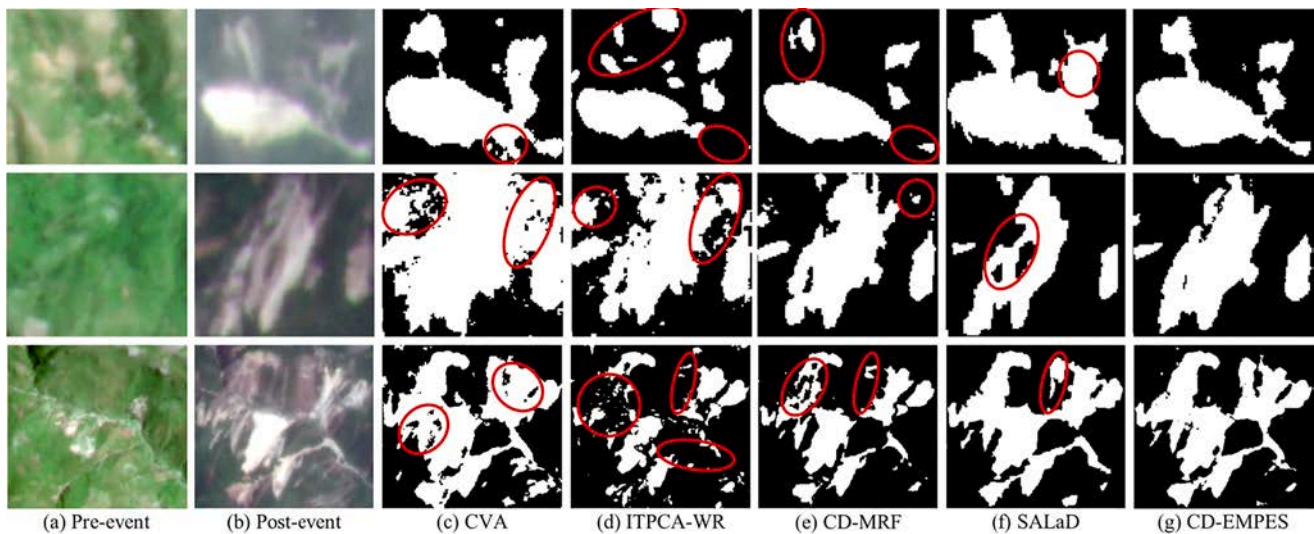 (a) Pre-event (b) Post-event (c) CVA (d) ITPCA-WR (e) CD-MRF (f) SALaD (g) CD-EMPES